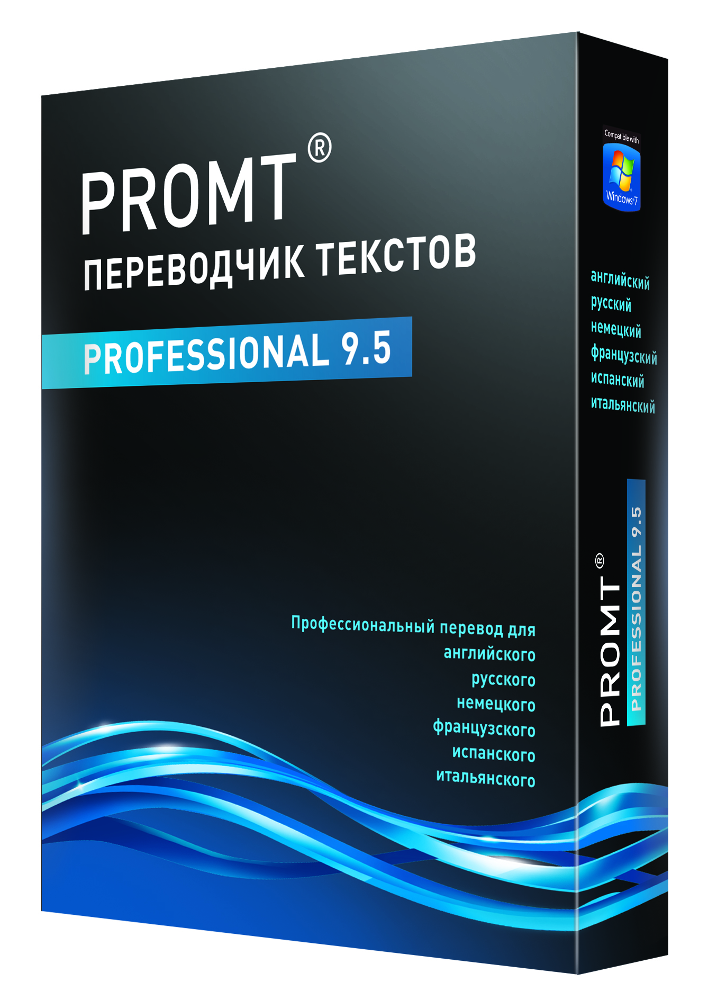 PROMT®
ПЕРЕВОДЧИК ТЕКСТОВ
PROFESSIONAL 9.5
Профессиональный перевод для
английского
русского
немецкого
французского
испанского
итальянского
Compatible with
Windows®7
английский
русский
немецкий
французский
испанский
итальянский
PROMT®
PROFESSIONAL 9.5